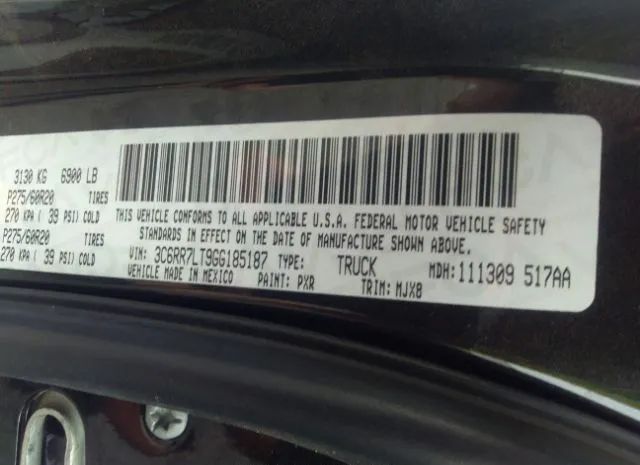 3130 KG 6900 LB
P275/60R20 TIRES
270 KPA ( 39 PSI) COLD
P275/60R20 TIRES
270 KPA ( 39 PSI) COLD
THIS VEHICLE CONFORMS TO ALL APPLICABLE U.S.A. FEDERAL MOTOR VEHICLE SAFETY
STANDARDS IN EFFECT ON THE DATE OF MANUFACTURE SHOWN ABOVE.
VIN: 3C6RR7LT9GG185187 TYPE: TRUCK MDH: 111309 517AA
VEHICLE MADE IN MEXICO PAINT: PXR TRIM: MJX8